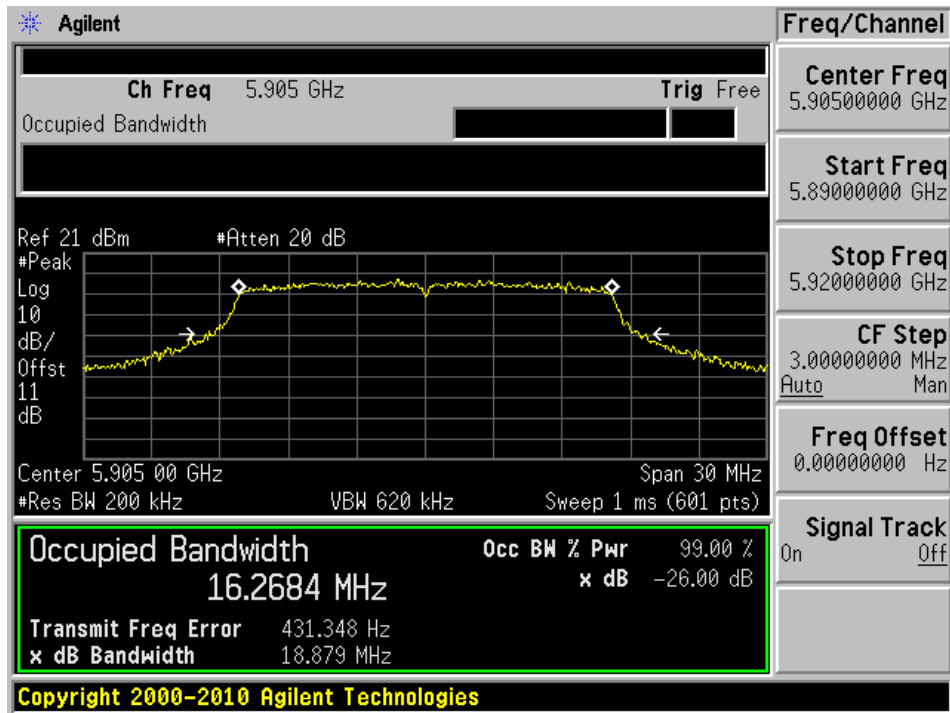 Agilent
Freq/Channel
Ch Freq 5.905 GHz Trig Free
Occupied Bandwidth
Center Freq
5.90500000 GHz
Start Freq
5.89000000 GHz
Stop Freq
5.92000000 GHz
CF Step
3.00000000 MHz
Auto Man
Freq Offset
0.00000000 Hz
Signal Track
On Off
Ref 21 dBm #Atten 20 dB
#Peak
Log
10
dB/
Offst
11
dB
Center 5.905 00 GHz Span 30 MHz
#Res BW 200 kHz VBW 620 kHz Sweep 1 ms (601 pts)
Occupied Bandwidth Occ BW % Pwr 99.00 %
16.2684 MHz x dB -26.00 dB
Transmit Freq Error 431.348 Hz
x dB Bandwidth 18.879 MHz
Copyright 2000-2010 Agilent Technologies